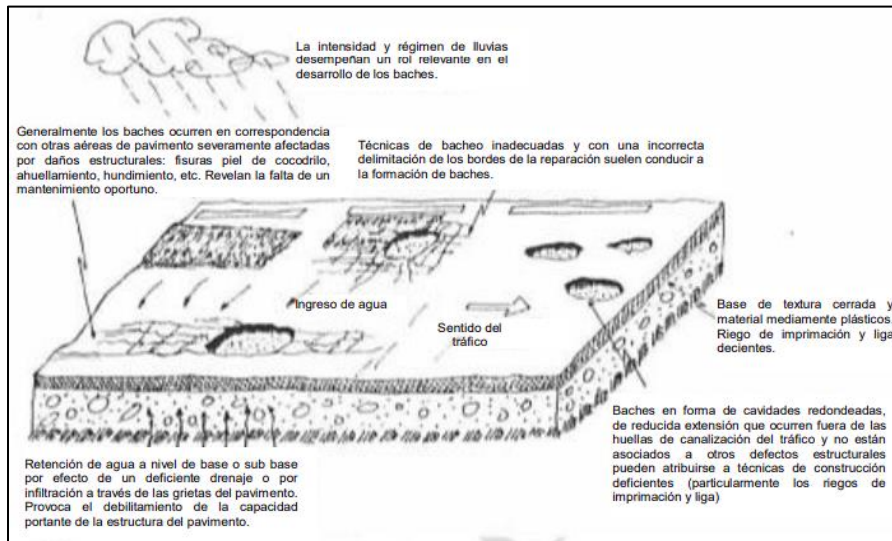 La intensidad y régimen de lluvias
desempeñan un rol relevante en el
desarrollo de los baches.
Generalmente los baches ocurren en correspondencia
con otras aéreas de pavimento severamente afectadas
por daños estructurales: fisuras piel de cocodrilo,
ahuellamiento, hundimiento, etc. Revelan la falta de un
mantenimiento oportuno.
Técnicas de bacheo inadecuadas y con una incorrecta
delimitación de los bordes de la reparación suelen conducir a
la formación de baches.
Ingreso de agua
Sentido del
tráfico
Base de textura cerrada y
material mediamente plásticos.
Riego de imprimación y liga
decientes.
Baches en forma de cavidades redondeadas,
de reducida extensión que ocurren fuera de las
huellas de canalización del tráfico y no están
asociados a otros defectos estructurales
pueden atribuirse a técnicas de construcción
deficientes (particularmente los riegos de
imprimación y liga)
Retención de agua a nivel de base o sub base
por efecto de un deficiente drenaje o por
infiltración a través de las grietas del pavimento.
Provoca el debilitamiento de la capacidad
portante de la estructura del pavimento.